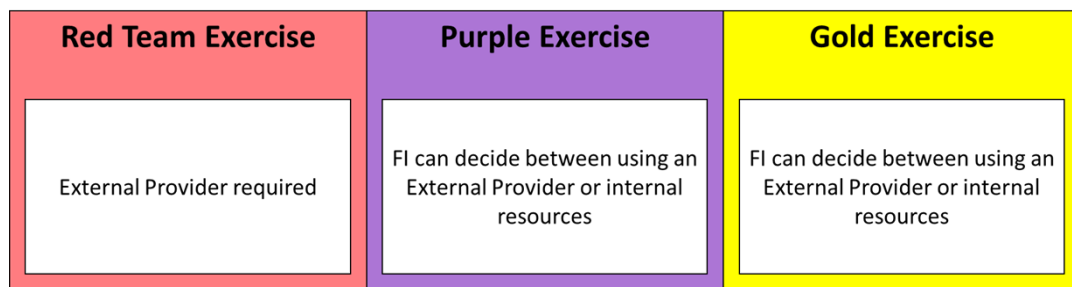 Red Team Exercise
External Provider required
Purple Exercise
FI can decide between using an
External Provider or internal
resources
Gold Exercise
FI can decide between using an
External Provider or internal
resources